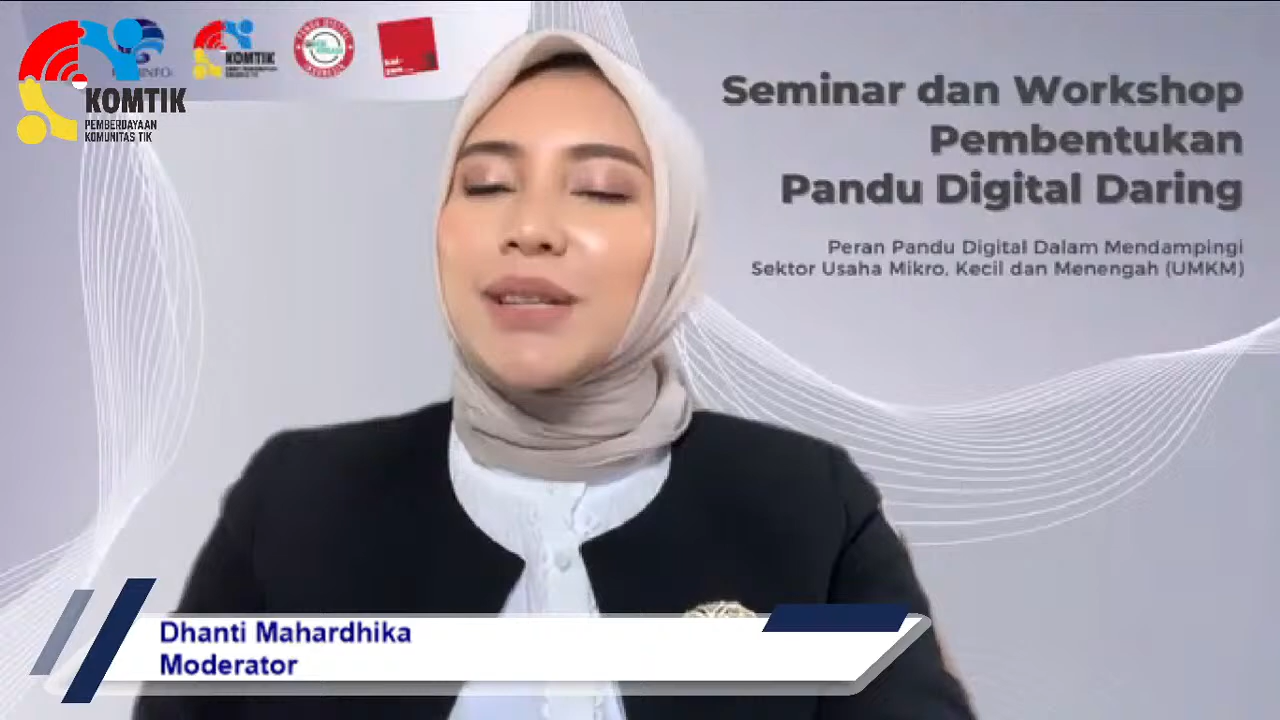 KOMTIK
PEMBERDAYAAN
KOMUNITAS TIK
KOMTIK
Seminar dan Workshop
Pembentukan
Pandu Digital Daring
Peran Pandu Digital Dalam Mendampingi
Sektor Usaha Mikro, Kecil dan Menengah (UMKM)
Dhanti Mahardhika
Moderator